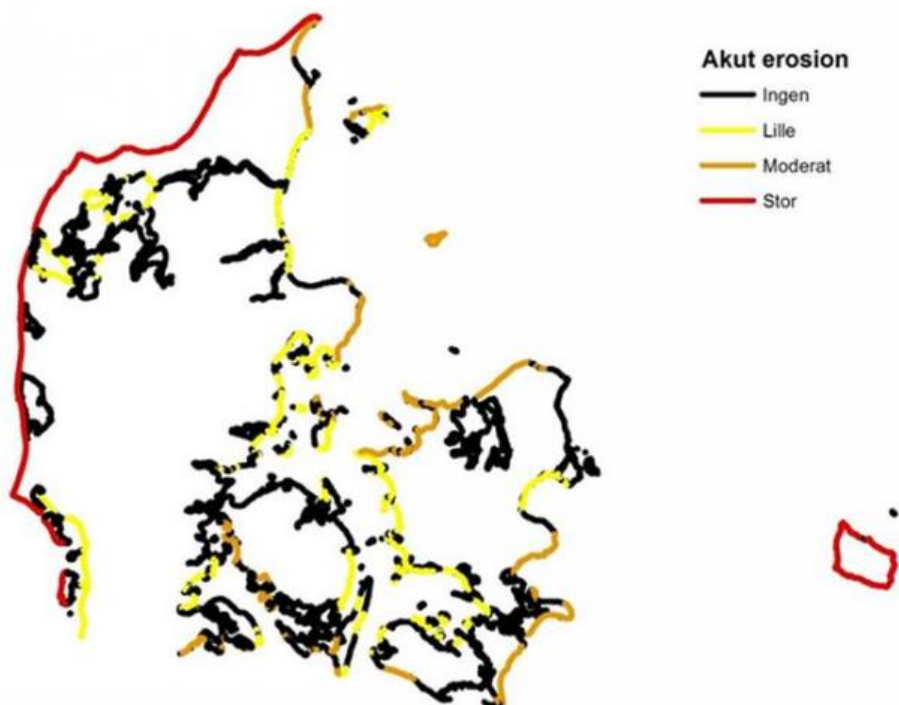 Akut erosion
Ingen
Lille
Moderat
Stor